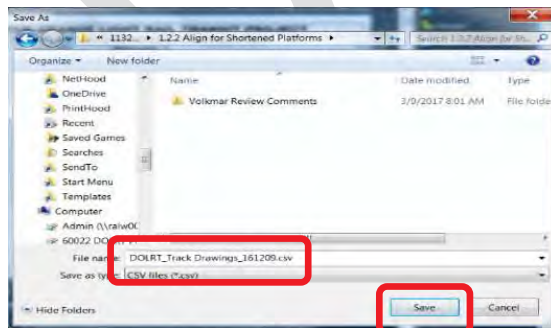 Save As
« 1132... ▸ 1.2.2 Align for Shortened Platforms ▸
Organize ▾ New folder
NetHood
OneDrive
PrintHood
Recent
Saved Games
Searches
SendTo
Start Menu
Templates
Computer
Name Date modified Type
Volkmar Review Comments 3/9/2017 8:01 AM File folde
File name: DOLRT_Track Drawings_161209.csv
Save as type: CSV files (*.csv)
Hide Folders Save Cancel